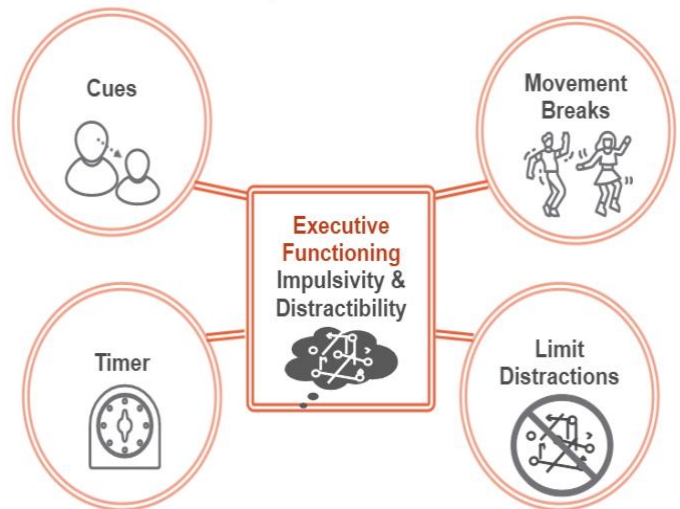 Cues
Movement
Breaks
Executive
Functioning
Impulsivity &
Distractibility
Timer
Limit
Distractions